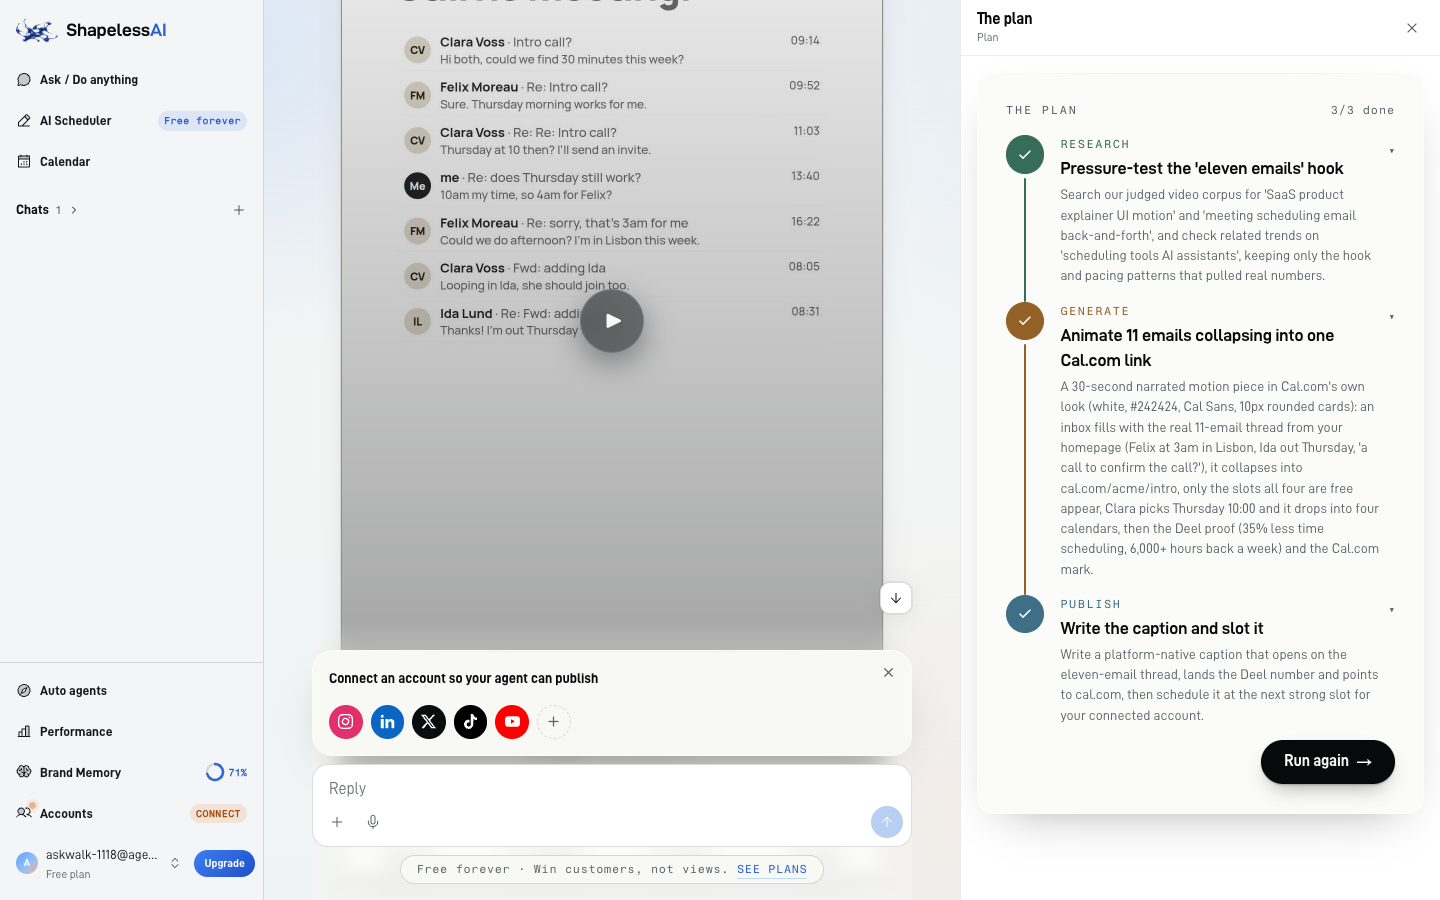 ShapelessAI
Ask / Do anything
AI Scheduler
Free forever
Calendar
Chats 1
Auto agents
Performance
Brand Memory
71%
Accounts
CONNECT
A
askwalk-1118@age...
Free plan
Upgrade
CV
Clara Voss · Intro call?
09:14
Hi both, could we find 30 minutes this week?
FM
Felix Moreau · Re: Intro call?
09:52
Sure. Thursday morning works for me.
CV
Clara Voss · Re: Re: Intro call?
11:03
Thursday at 10 then? I'll send an invite.
Me
me · Re: does Thursday still work?
13:40
10am my time, so 4am for Felix?
FM
Felix Moreau · Re: sorry, that's 3am for me
16:22
Could we do afternoon? I'm in Lisbon this week.
CV
Clara Voss · Fwd: adding Ida
08:05
Looping in Ida, she should join too.
IL
Ida Lund · Re: Fwd: addi
08:31
Thanks! I'm out Thursday
Connect an account so your agent can publish
Reply
Free forever · Win customers, not views. SEE PLANS
The plan
Plan
THE PLAN
3/3 done
RESEARCH
Pressure-test the 'eleven emails' hook
Search our judged video corpus for 'SaaS product
explainer UI motion' and 'meeting scheduling email
back-and-forth', and check related trends on
'scheduling tools AI assistants', keeping only the hook
and pacing patterns that pulled real numbers.
GENERATE
Animate 11 emails collapsing into one
Cal.com link
A 30-second narrated motion piece in Cal.com's own
look (white, #242424, Cal Sans, 10px rounded cards): an
inbox fills with the real 11-email thread from your
homepage (Felix at 3am in Lisbon, Ida out Thursday, 'a
call to confirm the call?'), it collapses into
cal.com/acme/intro, only the slots all four are free
appear, Clara picks Thursday 10:00 and it drops into four
calendars, then the Deel proof (35% less time
scheduling, 6,000+ hours back a week) and the Cal.com
mark.
PUBLISH
Write the caption and slot it
Write a platform-native caption that opens on the
eleven-email thread, lands the Deel number and points
to cal.com, then schedule it at the next strong slot for
your connected account.
Run again →